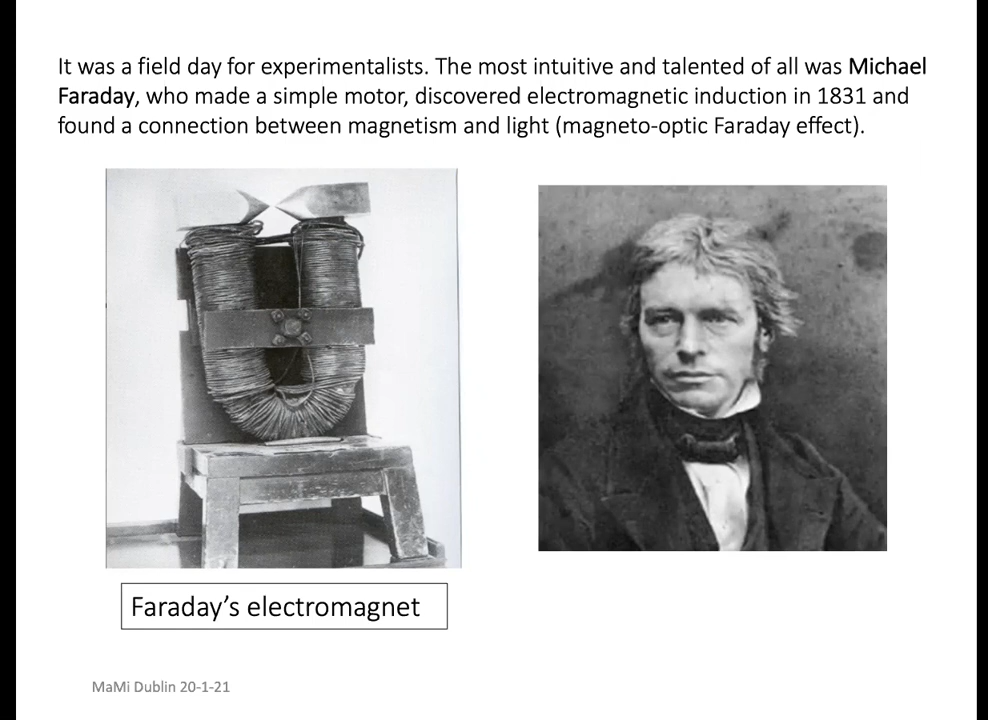 It was a field day for experimentalists. The most intuitive and talented of all was Michael
Faraday, who made a simple motor, discovered electromagnetic induction in 1831 and
found a connection between magnetism and light (magneto-optic Faraday effect).
Faraday’s electromagnet
MaMi Dublin 20-1-21